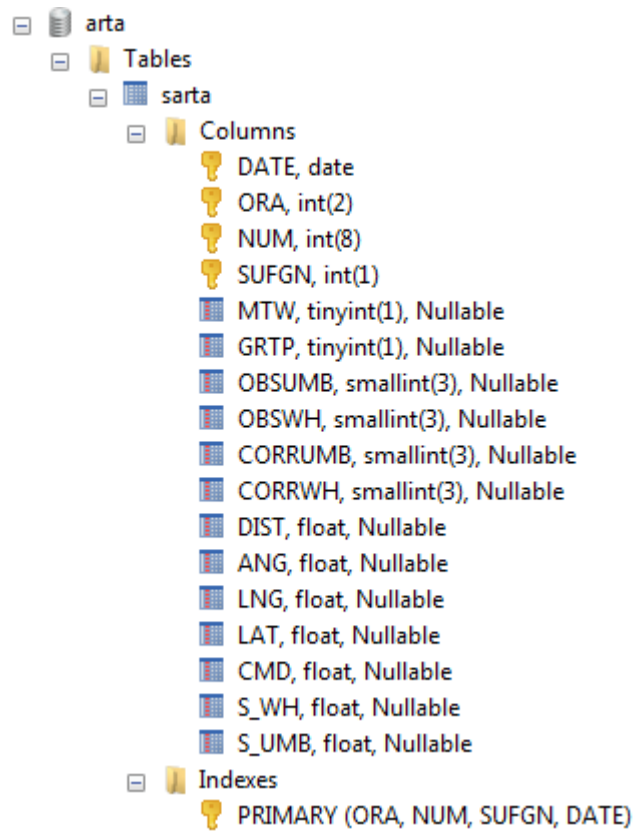 arta
Tables
sarta
Columns
DATE, date
ORA, int(2)
NUM, int(8)
SUFGN, int(1)
MTW, tinyint(1), Nullable
GRTP, tinyint(1), Nullable
OBSUMB, smallint(3), Nullable
OBSWH, smallint(3), Nullable
CORRUMB, smallint(3), Nullable
CORRWH, smallint(3), Nullable
DIST, float, Nullable
ANG, float, Nullable
LNG, float, Nullable
LAT, float, Nullable
CMD, float, Nullable
S_WH, float, Nullable
S_UMB, float, Nullable
Indexes
PRIMARY (ORA, NUM, SUFGN, DATE)